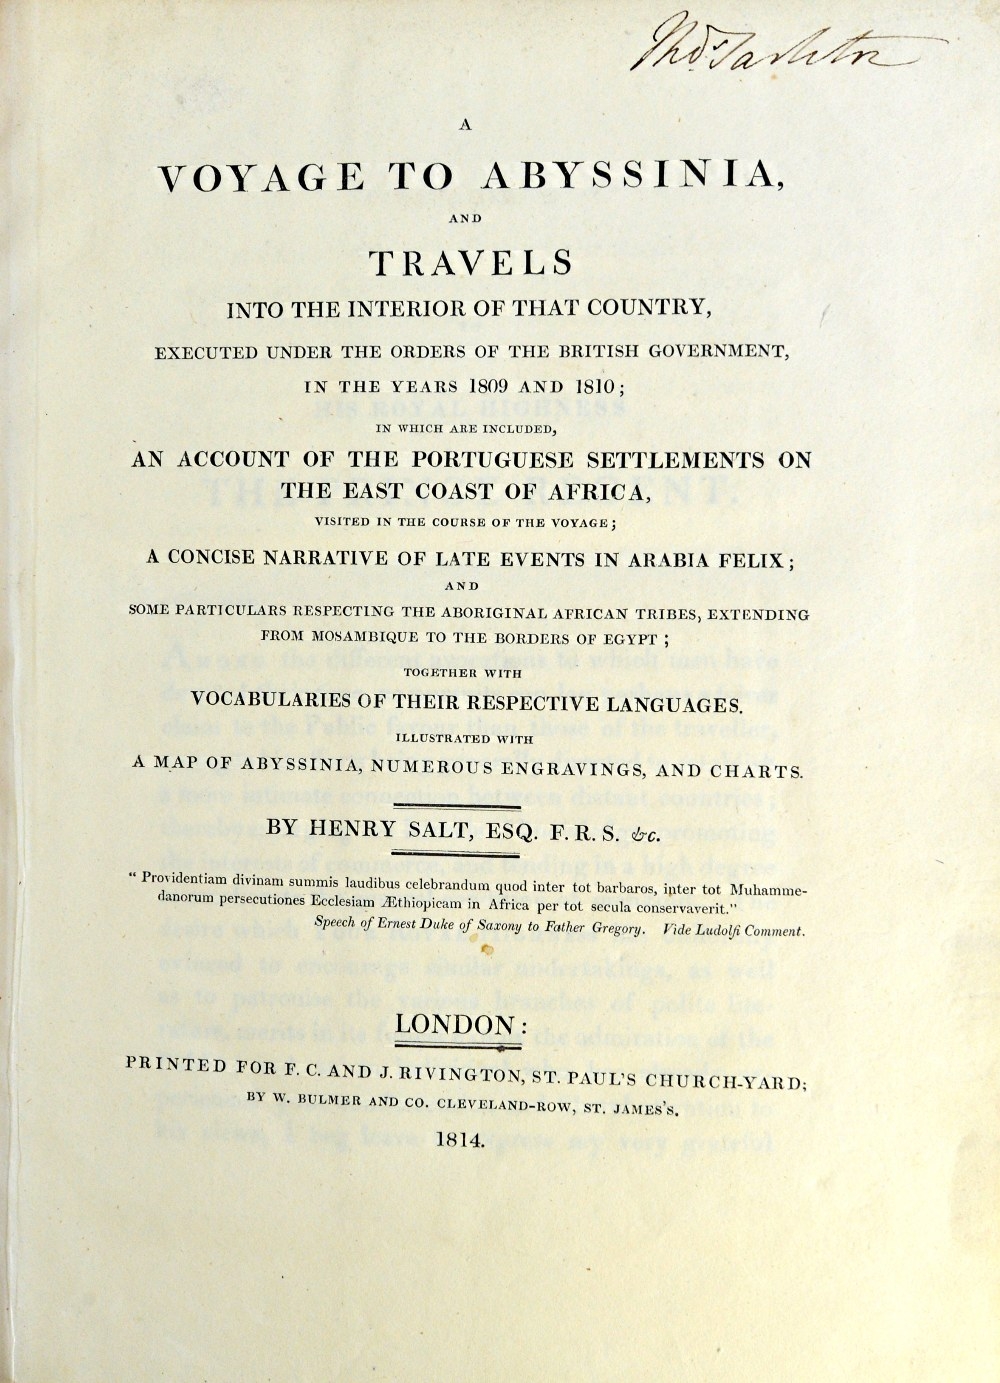 Thos. Tarleton
A
VOYAGE TO ABYSSINIA,
AND
TRAVELS
INTO THE INTERIOR OF THAT COUNTRY,
EXECUTED UNDER THE ORDERS OF THE BRITISH GOVERNMENT,
IN THE YEARS 1809 AND 1810;
IN WHICH ARE INCLUDED,
AN ACCOUNT OF THE PORTUGUESE SETTLEMENTS ON
THE EAST COAST OF AFRICA,
VISITED IN THE COURSE OF THE VOYAGE;
A CONCISE NARRATIVE OF LATE EVENTS IN ARABIA FELIX;
AND
SOME PARTICULARS RESPECTING THE ABORIGINAL AFRICAN TRIBES, EXTENDING
FROM MOSAMBIQUE TO THE BORDERS OF EGYPT;
TOGETHER WITH
VOCABULARIES OF THEIR RESPECTIVE LANGUAGES.
ILLUSTRATED WITH
A MAP OF ABYSSINIA, NUMEROUS ENGRAVINGS, AND CHARTS.
BY HENRY SALT, ESQ. F. R. S. &c.
“ Providentiam divinam summis laudibus celebrandum quod inter tot barbaros, inter tot Muhamme-
danorum persecutiones Ecclesiam Æthiopicam in Africa per tot secula conservaverit.”
Speech of Ernest Duke of Saxony to Father Gregory. Vide Ludolfi Comment.
LONDON:
PRINTED FOR F. C. AND J. RIVINGTON, ST. PAUL'S CHURCH-YARD;
BY W. BULMER AND CO. CLEVELAND-ROW, ST. JAMES'S.
1814.